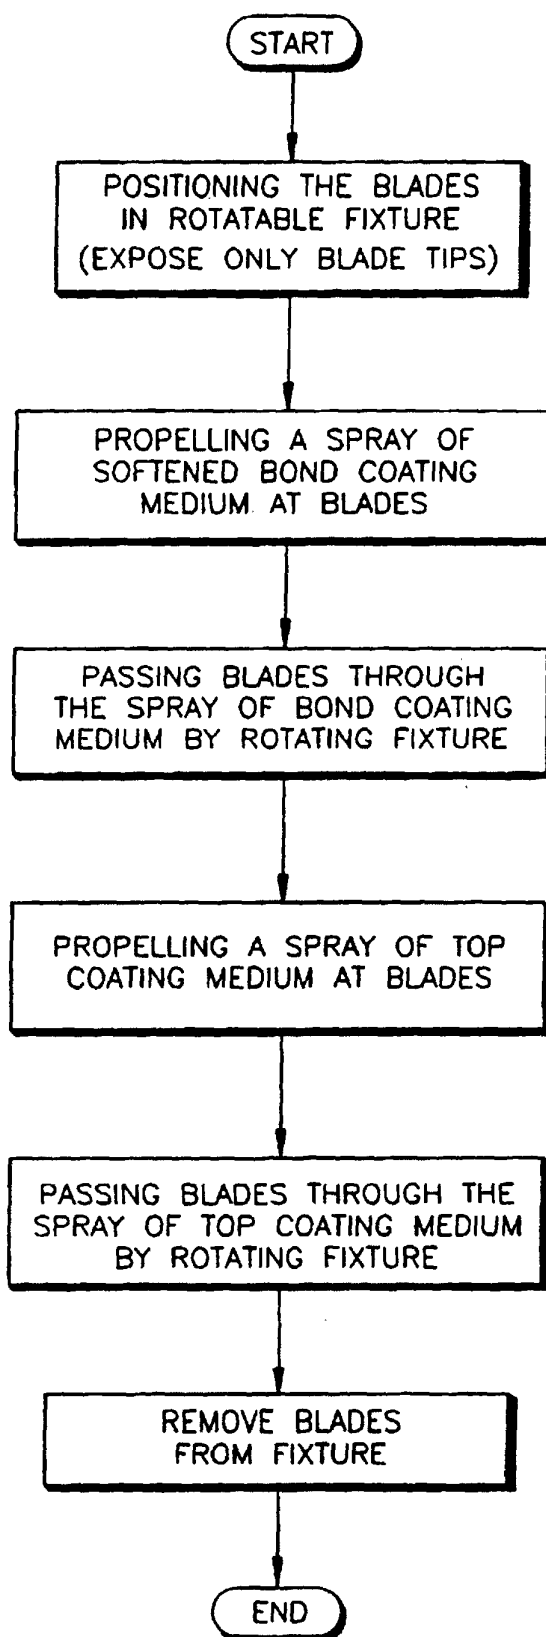 START
POSITIONING THE BLADES
IN ROTATABLE FIXTURE
(EXPOSE ONLY BLADE TIPS)
PROPELLING A SPRAY OF
SOFTENED BOND COATING
MEDIUM AT BLADES
PASSING BLADES THROUGH
THE SPRAY OF BOND COATING
MEDIUM BY ROTATING FIXTURE
PROPELLING A SPRAY OF TOP
COATING MEDIUM AT BLADES
PASSING BLADES THROUGH THE
SPRAY OF TOP COATING MEDIUM
BY ROTATING FIXTURE
REMOVE BLADES
FROM FIXTURE
END